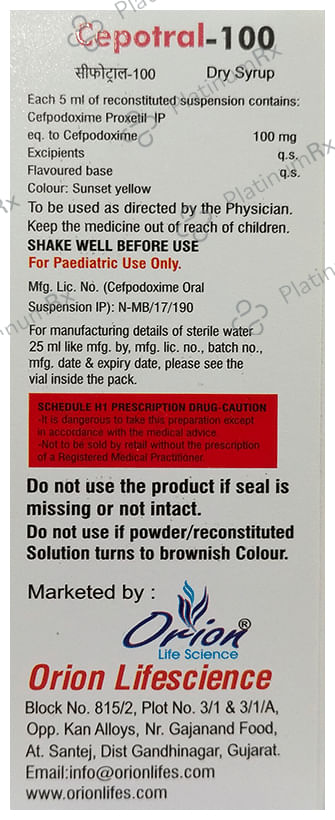 Cepotral-100
सीफोट्राल-100 Dry Syrup
Each 5 ml of reconstituted suspension contains:
Cefpodoxime Proxetil IP
eq. to Cefpodoxime 100 mg
Excipients q.s.
Flavoured base q.s.
Colour: Sunset yellow
To be used as directed by the Physician.
Keep the medicine out of reach of children.
SHAKE WELL BEFORE USE
For Paediatric Use Only.
Mfg. Lic. No. (Cefpodoxime Oral
Suspension IP): N-MB/17/190
For manufacturing details of sterile water
25 ml like mfg. by, mfg. lic. no., batch no.,
mfg. date & expiry date, please see the
vial inside the pack.
SCHEDULE H1 PRESCRIPTION DRUG-CAUTION
-It is dangerous to take this preparation except
in accordance with the medical advice.
-Not to be sold by retail without the prescription
of a Registered Medical Practitioner.
Do not use the product if seal is
missing or not intact.
Do not use if powder/reconstituted
Solution turns to brownish Colour.
Marketed by :
Orion®
Life Science
Orion Lifescience
Block No. 815/2, Plot No. 3/1 & 3/1/A,
Opp. Kan Alloys, Nr. Gajanand Food,
At. Santej, Dist Gandhinagar, Gujarat.
Email:info@orionlifes.com
www.orionlifes.com
PlatinumRx
PlatinumRx
PlatinumRx